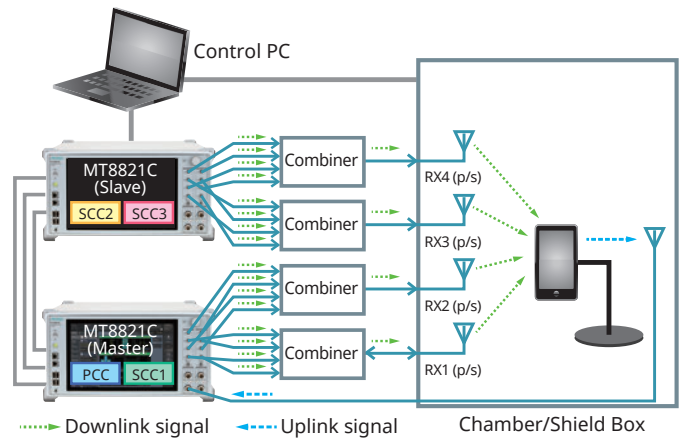 Control PC
MT8821C
(Slave)
SCC2
SCC3
Combiner
RX4 (p/s)
Combiner
RX3 (p/s)
MT8821C
(Master)
PCC
SCC1
Combiner
RX2 (p/s)
Combiner
RX1 (p/s)
Downlink signal
Uplink signal
Chamber/Shield Box